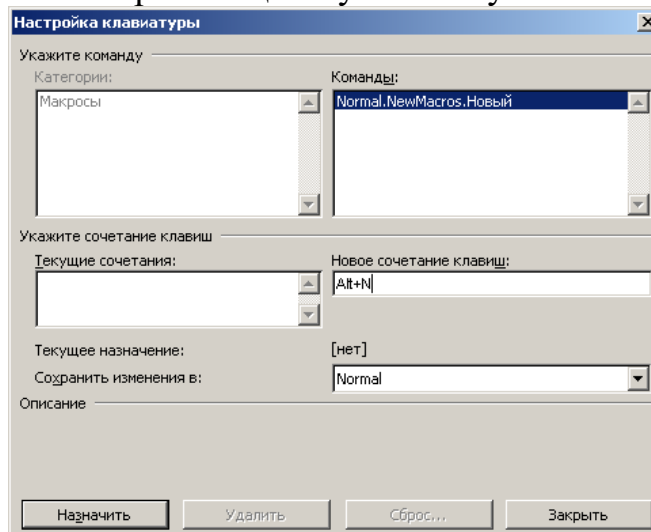 Настройка клавиатуры
Укажите команду
Категории:
Команды:
Макросы
Normal.NewMacros.Новый
Укажите сочетание клавиш
Текущие сочетания:
Новое сочетание клавиш:
Alt+N
Текущее назначение:
[нет]
Сохранить изменения в:
Normal
Описание
Назначить
Удалить
Сброс...
Закрыть